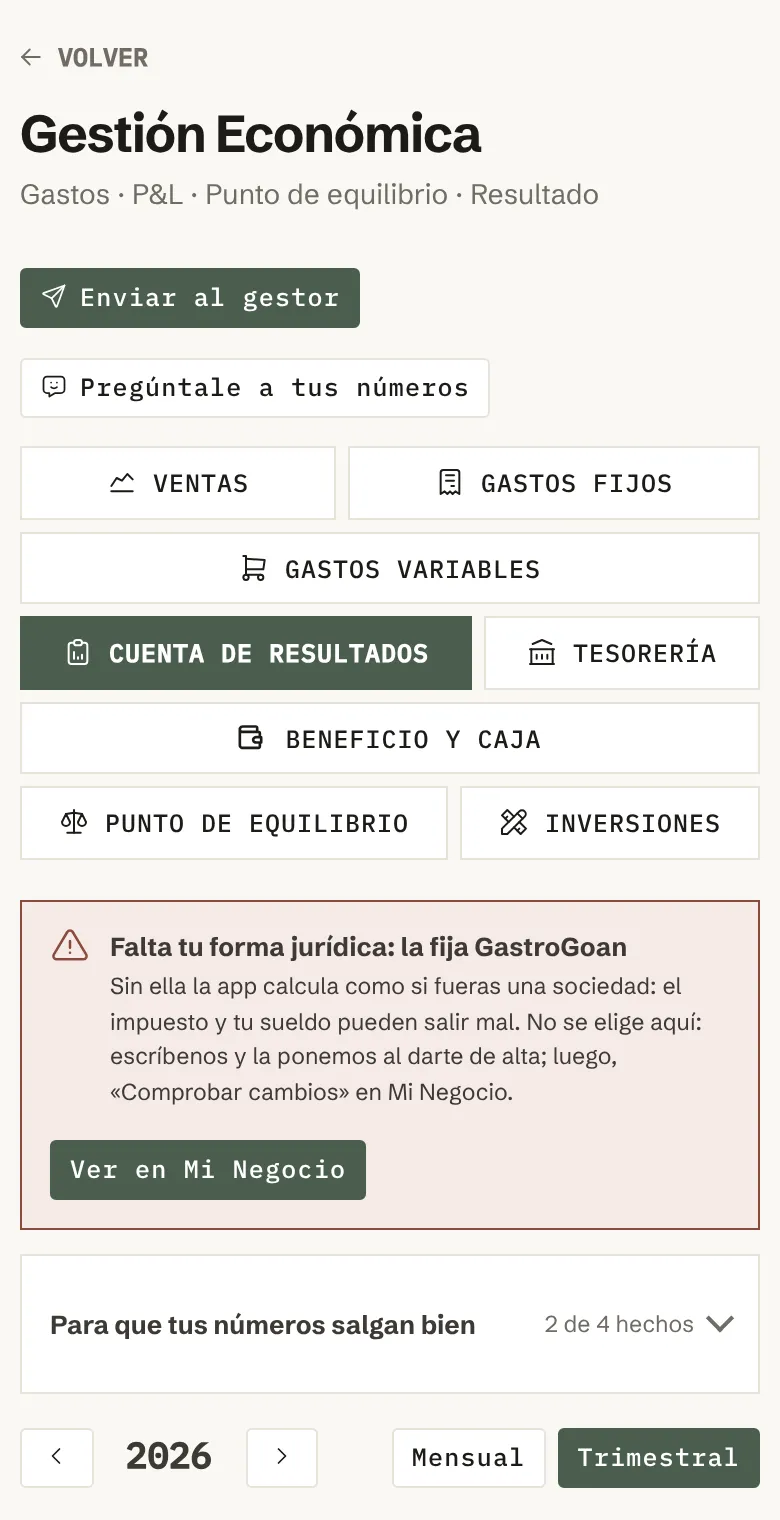 ← VOLVER
Gestión Económica
Gastos · P&L · Punto de equilibrio · Resultado
Enviar al gestor
Pregúntale a tus números
VENTAS
GASTOS FIJOS
GASTOS VARIABLES
CUENTA DE RESULTADOS
TESORERÍA
BENEFICIO Y CAJA
PUNTO DE EQUILIBRIO
INVERSIONES
Falta tu forma jurídica: la fija GastroGoan
Sin ella la app calcula como si fueras una sociedad: el
impuesto y tu sueldo pueden salir mal. No se elige aquí:
escríbenos y la ponemos al darte de alta; luego,
«Comprobar cambios» en Mi Negocio.
Ver en Mi Negocio
Para que tus números salgan bien
2 de 4 hechos
2026
Mensual
Trimestral